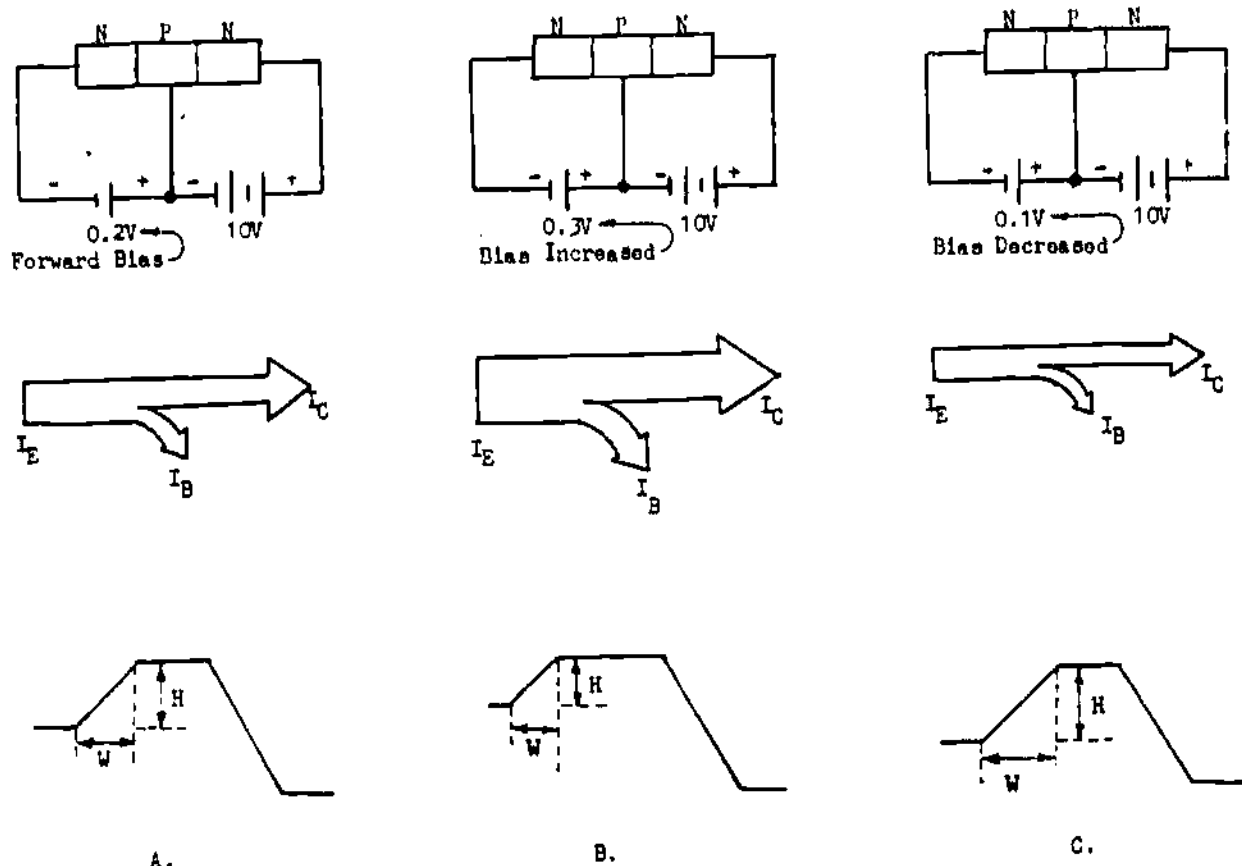 N P N
- + - +
0.2V 10V
Forward Bias
N P N
- + - +
0.3V 10V
Bias Increased
N P N
- + - +
0.1V 10V
Bias Decreased
I_E I_B I_C
I_E I_B I_C
I_E I_B I_C
H
W
H
W
H
W
A.
B.
C.